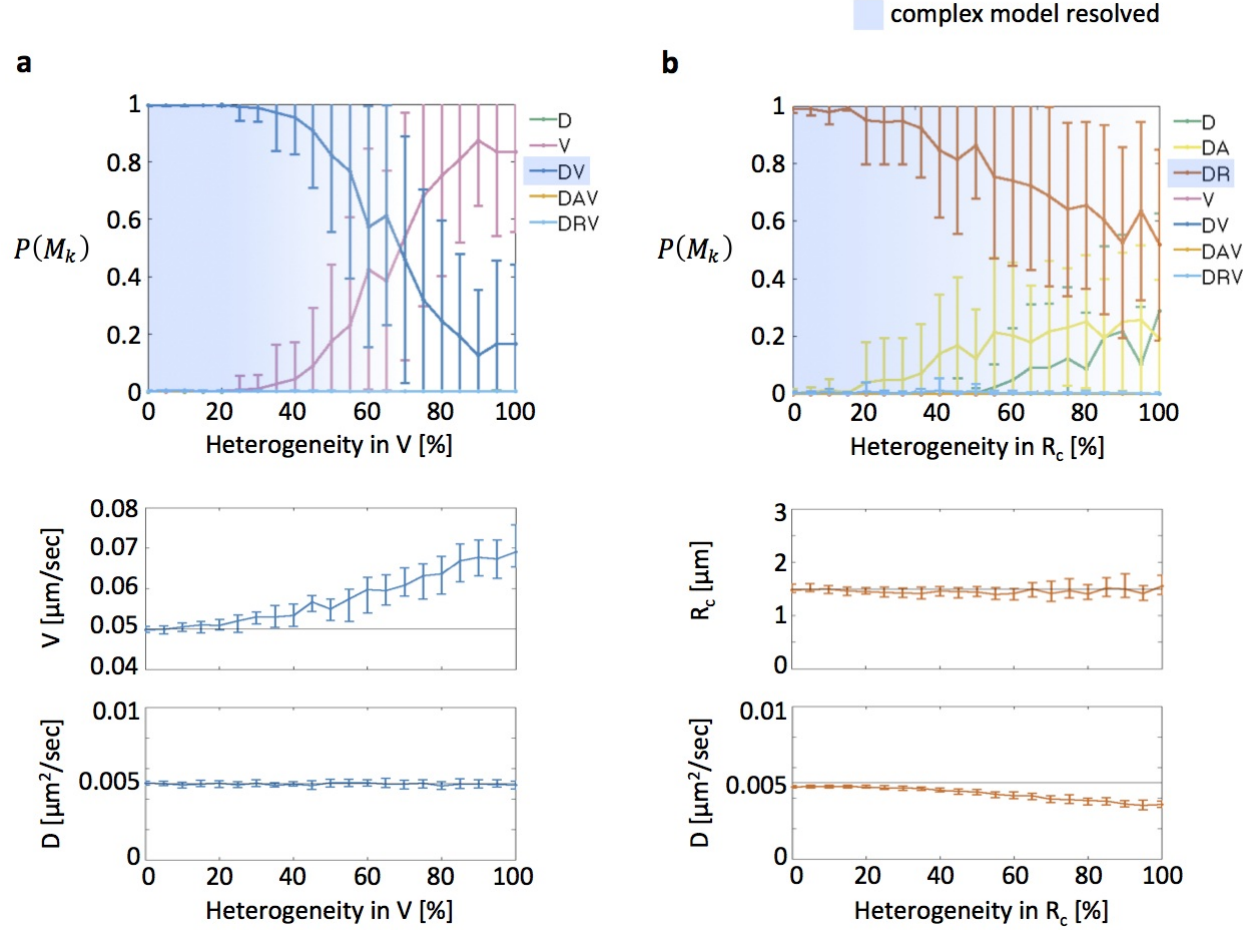 complex model resolved
a
P(Mk)
1
0.8
0.6
0.4
0.2
0
0 20 40 60 80 100
Heterogeneity in V [%]
D
V
DV
DAV
DRV
V [µm/sec]
0.08
0.07
0.06
0.05
0.04
D [µm²/sec]
0.01
0.005
0
0 20 40 60 80 100
Heterogeneity in V [%]
b
P(Mk)
1
0.8
0.6
0.4
0.2
0
0 20 40 60 80 100
Heterogeneity in Rc [%]
D
DA
DR
V
DV
DAV
DRV
Rc [µm]
3
2
1
0
D [µm²/sec]
0.01
0.005
0
0 20 40 60 80 100
Heterogeneity in Rc [%]